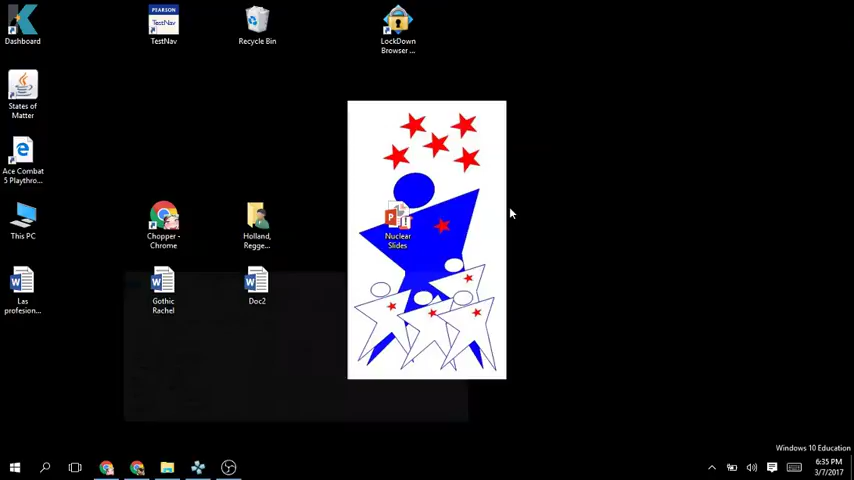 Dashboard
PEARSON
TestNav
TestNav
Recycle Bin
LockDown
Browser ...
States of
Matter
Ace Combat
5 Playthro...
This PC
Chopper -
Chrome
Holland,
Regge...
Nuclear
Slides
Las
profesion...
Gothic
Rachel
Doc2
Windows 10 Education
6:35 PM
3/7/2017